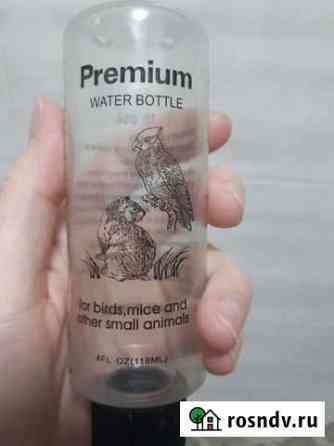 Premium
WATER BOTTLE
for birds,mice and
other small animals
4FL·OZ(118ML)
rosndv.ru